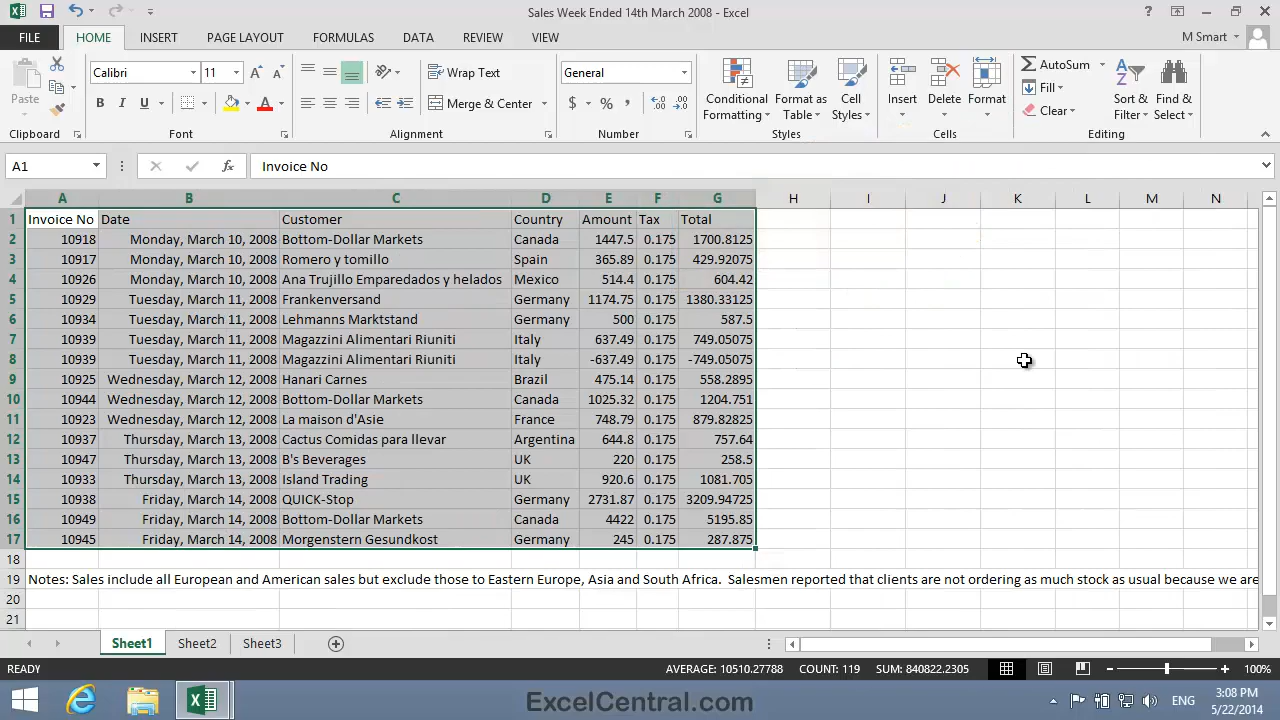 Sales Week Ended 14th March 2008 - Excel
FILE HOME INSERT PAGE LAYOUT FORMULAS DATA REVIEW VIEW M Smart
Paste Calibri 11 Wrap Text General Conditional Formatting Format as Table Cell Styles Insert Delete Format AutoSum Sort & Filter Find & Select
B I U Merge & Center $ % , Fill
Clear
Clipboard Font Alignment Number Styles Cells Editing
A1 fx Invoice No
A B C D E F G H I J K L M N
1 Invoice No Date Customer Country Amount Tax Total
2 10918 Monday, March 10, 2008 Bottom-Dollar Markets Canada 1447.5 0.175 1700.8125
3 10917 Monday, March 10, 2008 Romero y tomillo Spain 365.89 0.175 429.92075
4 10926 Monday, March 10, 2008 Ana Trujillo Emparedados y helados Mexico 514.4 0.175 604.42
5 10929 Tuesday, March 11, 2008 Frankenversand Germany 1174.75 0.175 1380.33125
6 10934 Tuesday, March 11, 2008 Lehmanns Marktstand Germany 500 0.175 587.5
7 10939 Tuesday, March 11, 2008 Magazzini Alimentari Riuniti Italy 637.49 0.175 749.05075
8 10939 Tuesday, March 11, 2008 Magazzini Alimentari Riuniti Italy -637.49 0.175 -749.05075
9 10925 Wednesday, March 12, 2008 Hanari Carnes Brazil 475.14 0.175 558.2895
10 10944 Wednesday, March 12, 2008 Bottom-Dollar Markets Canada 1025.32 0.175 1204.751
11 10923 Wednesday, March 12, 2008 La maison d'Asie France 748.79 0.175 879.82825
12 10937 Thursday, March 13, 2008 Cactus Comidas para llevar Argentina 644.8 0.175 757.64
13 10947 Thursday, March 13, 2008 B's Beverages UK 220 0.175 258.5
14 10933 Thursday, March 13, 2008 Island Trading UK 920.6 0.175 1081.705
15 10938 Friday, March 14, 2008 QUICK-Stop Germany 2731.87 0.175 3209.94725
16 10949 Friday, March 14, 2008 Bottom-Dollar Markets Canada 4422 0.175 5195.85
17 10945 Friday, March 14, 2008 Morgenstern Gesundkost Germany 245 0.175 287.875
18
19 Notes: Sales include all European and American sales but exclude those to Eastern Europe, Asia and South Africa. Salesmen reported that clients are not ordering as much stock as usual because we are
20
21
Sheet1 Sheet2 Sheet3
READY AVERAGE: 10510.27788 COUNT: 119 SUM: 840822.2305 100%
ExcelCentral.com ENG 3:08 PM
5/22/2014